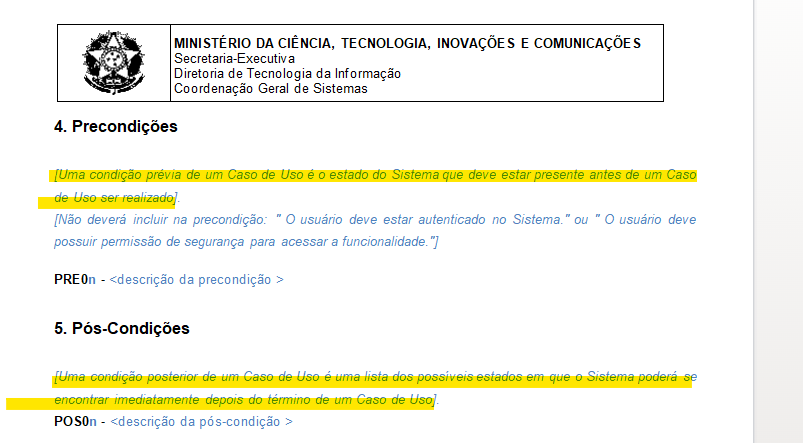 MINISTÉRIO DA CIÊNCIA, TECNOLOGIA, INOVAÇÕES E COMUNICAÇÕES
Secretaria-Executiva
Diretoria de Tecnologia da Informação
Coordenação Geral de Sistemas
4. Precondições
[Uma condição prévia de um Caso de Uso é o estado do Sistema que deve estar presente antes de um Caso
de Uso ser realizado].
[Não deverá incluir na precondição: " O usuário deve estar autenticado no Sistema." ou " O usuário deve
possuir permissão de segurança para acessar a funcionalidade."]
PRE0n - <descrição da precondição >
5. Pós-Condições
[Uma condição posterior de um Caso de Uso é uma lista dos possíveis estados em que o Sistema poderá se
encontrar imediatamente depois do término de um Caso de Uso].
POS0n - <descrição da pós-condição >